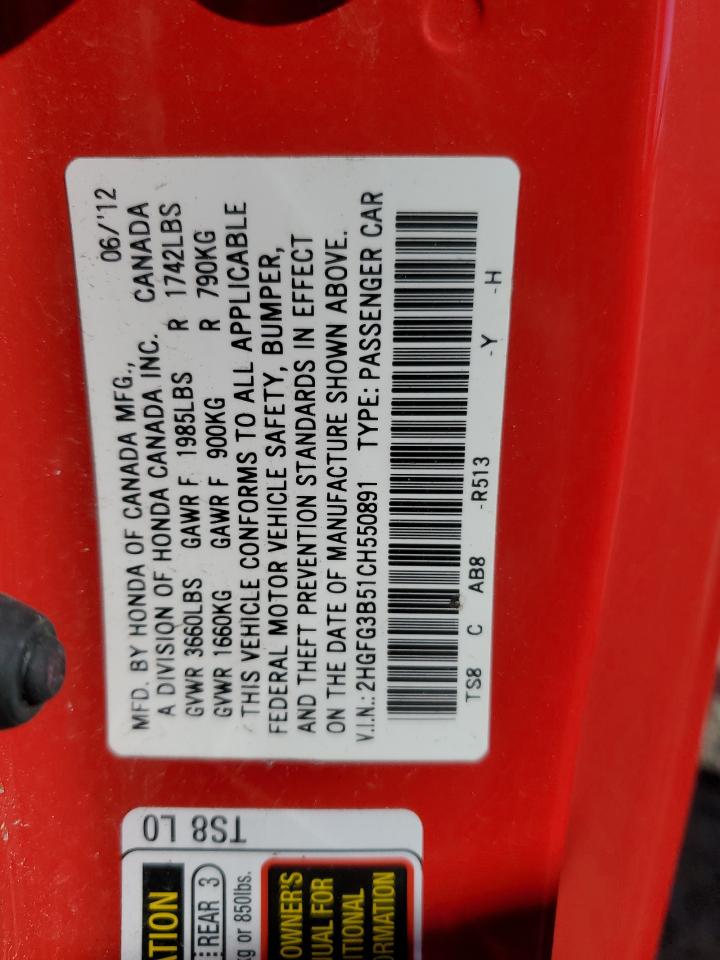 MFD. BY HONDA OF CANADA MFG., 06/'12
A DIVISION OF HONDA CANADA INC. CANADA
GVWR 3660LBS GAWR F 1985LBS R 1742LBS
GVWR 1660KG GAWR F 900KG R 790KG
THIS VEHICLE CONFORMS TO ALL APPLICABLE
FEDERAL MOTOR VEHICLE SAFETY, BUMPER,
AND THEFT PREVENTION STANDARDS IN EFFECT
ON THE DATE OF MANUFACTURE SHOWN ABOVE.
V.I.N.: 2HGFG3B51CH550891 TYPE: PASSENGER CAR
TS8 C AB8 -R513 -Y -H
TS8 L0
ATION
REAR 3
kg or 850lbs.
OWNER'S
UAL FOR
ITIONAL
ORMATION